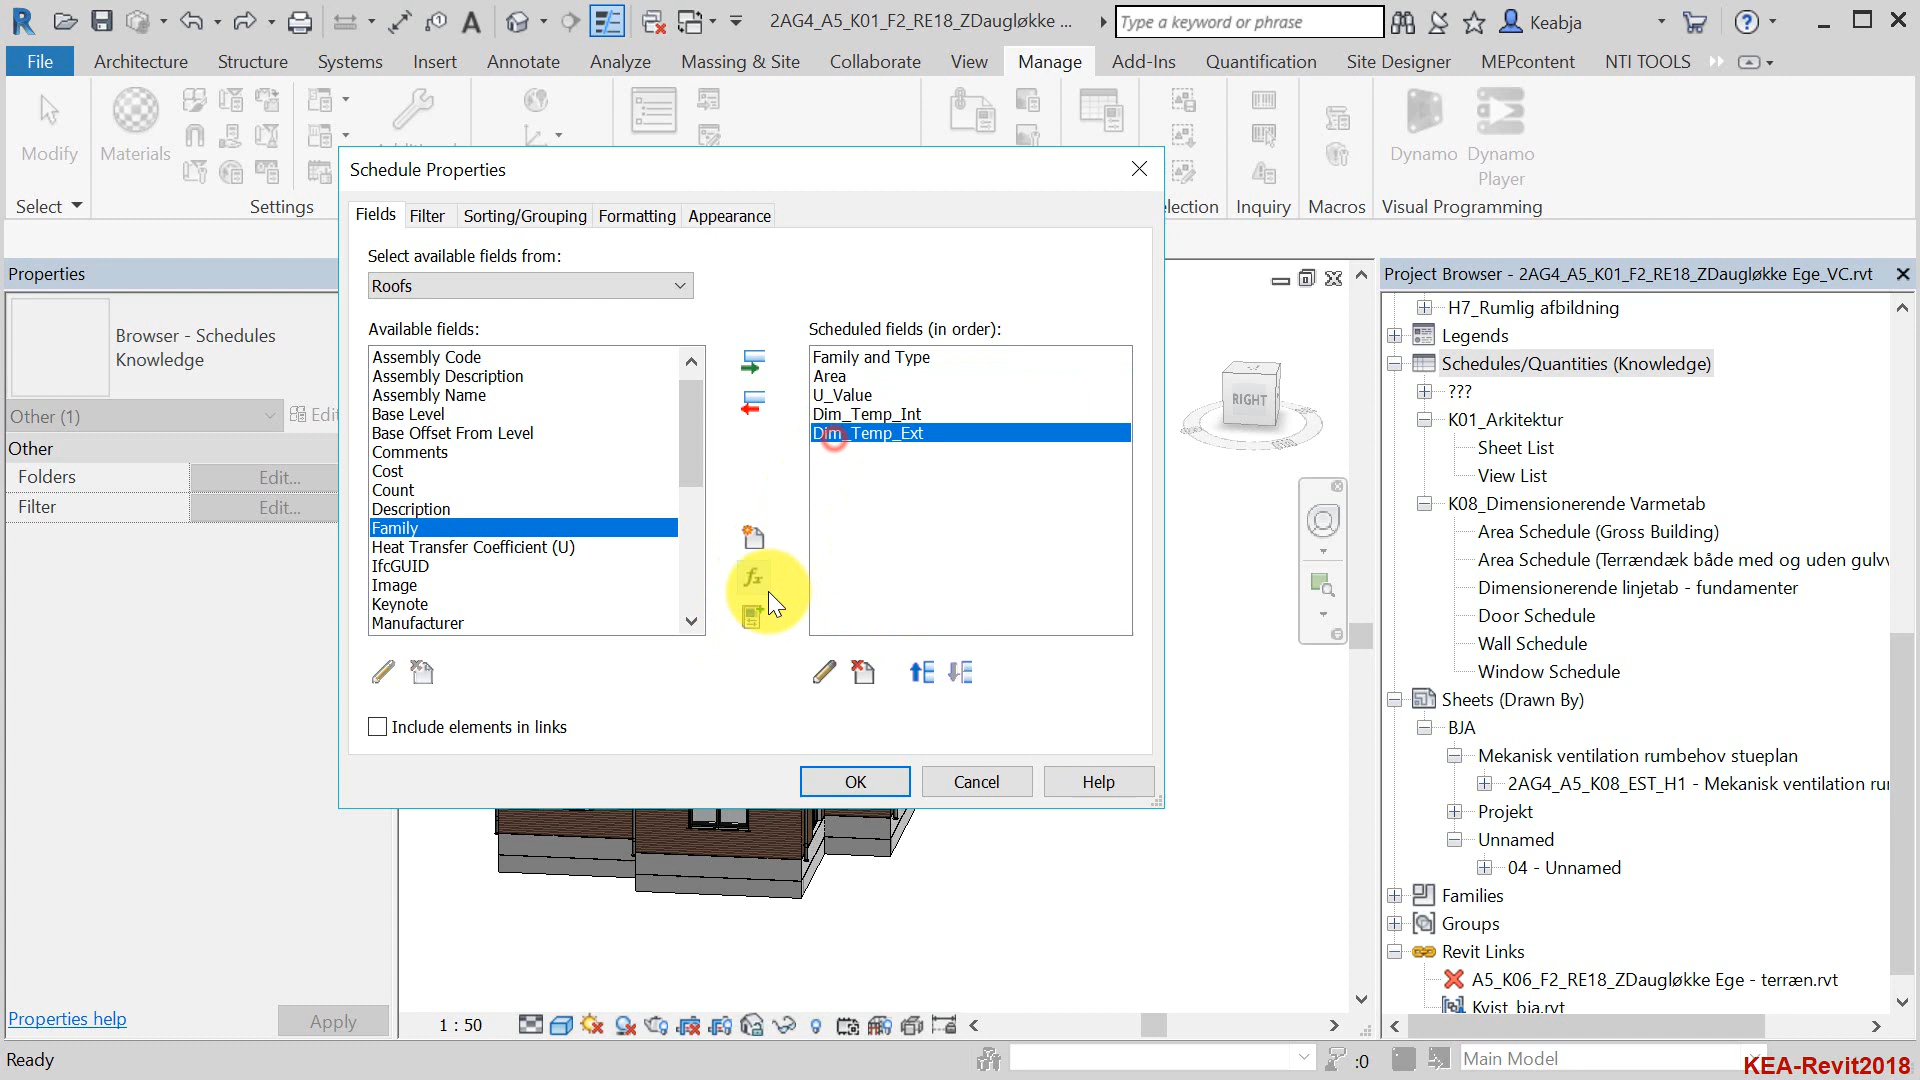 2AG4_A5_K01_F2_RE18_ZDaugløkke ...
Type a keyword or phrase
Keabja
File Architecture Structure Systems Insert Annotate Analyze Massing & Site Collaborate View Manage Add-Ins Quantification Site Designer MEPcontent NTI TOOLS
Modify Materials Dynamo Dynamo
Player
Select Settings Inquiry Macros Visual Programming
Schedule Properties
Fields Filter Sorting/Grouping Formatting Appearance
Select available fields from:
Roofs
Available fields:
Assembly Code
Assembly Description
Assembly Name
Base Level
Base Offset From Level
Comments
Cost
Count
Description
Family
Heat Transfer Coefficient (U)
IfcGUID
Image
Keynote
Manufacturer
fx
Scheduled fields (in order):
Family and Type
Area
U_Value
Dim_Temp_Int
Dim_Temp_Ext
Include elements in links
OK Cancel Help
Properties
Browser - Schedules
Knowledge
Other (1)
Other
Folders Edit...
Filter Edit...
Properties help Apply
RIGHT
1 : 50
Project Browser - 2AG4_A5_K01_F2_RE18_ZDaugløkke Ege_VC.rvt
H7_Rumlig afbildning
Legends
Schedules/Quantities (Knowledge)
???
K01_Arkitektur
Sheet List
View List
K08_Dimensionerende Varmetab
Area Schedule (Gross Building)
Area Schedule (Terrændæk både med og uden gulvv
Dimensionerende linjetab - fundamenter
Door Schedule
Wall Schedule
Window Schedule
Sheets (Drawn By)
BJA
Mekanisk ventilation rumbehov stueplan
2AG4_A5_K08_EST_H1 - Mekanisk ventilation rur
Projekt
Unnamed
04 - Unnamed
Families
Groups
Revit Links
A5_K06_F2_RE18_ZDaugløkke Ege - terræn.rvt
Kvist_bja.rvt
Ready
:0
Main Model
KEA-Revit2018